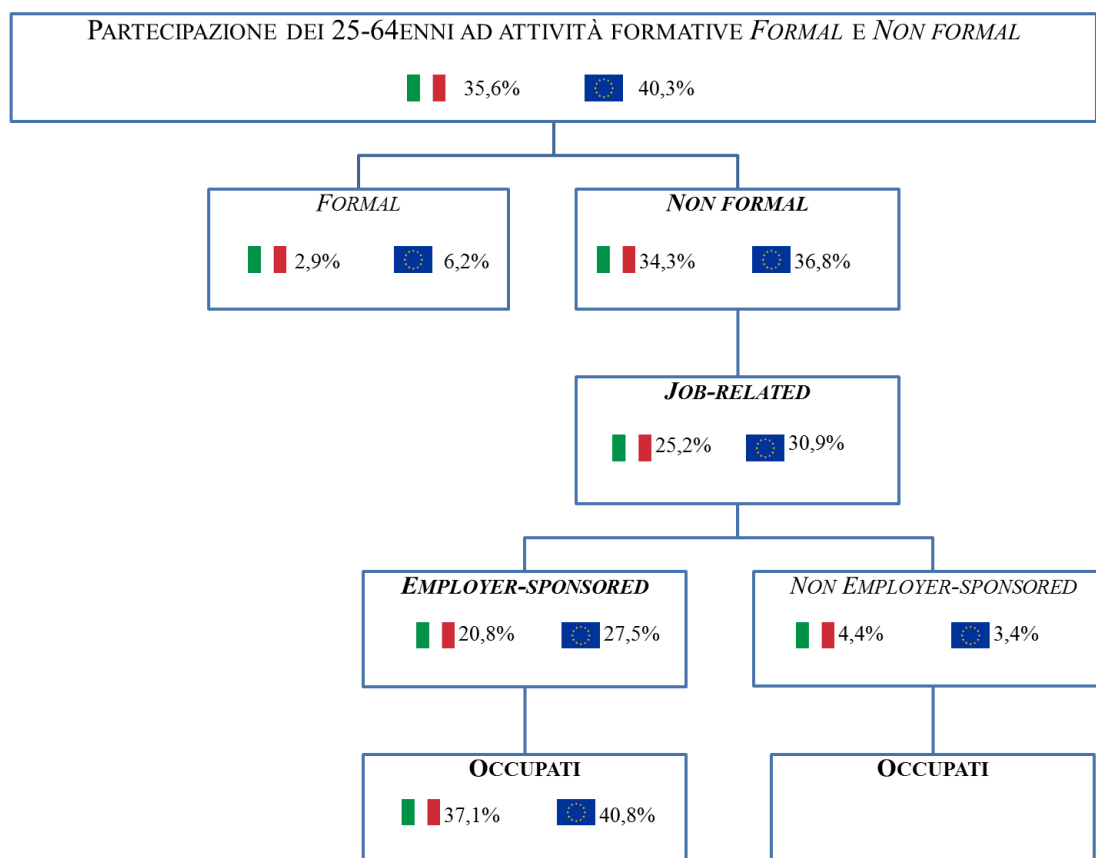 PARTECIPAZIONE DEI 25-64ENNI AD ATTIVITÀ FORMATIVE FORMAL E NON FORMAL
35,6% 40,3%
FORMAL
2,9% 6,2%
NON FORMAL
34,3% 36,8%
JOB-RELATED
25,2% 30,9%
EMPLOYER-SPONSORED
20,8% 27,5%
NON EMPLOYER-SPONSORED
4,4% 3,4%
OCCUPATI
37,1% 40,8%
OCCUPATI